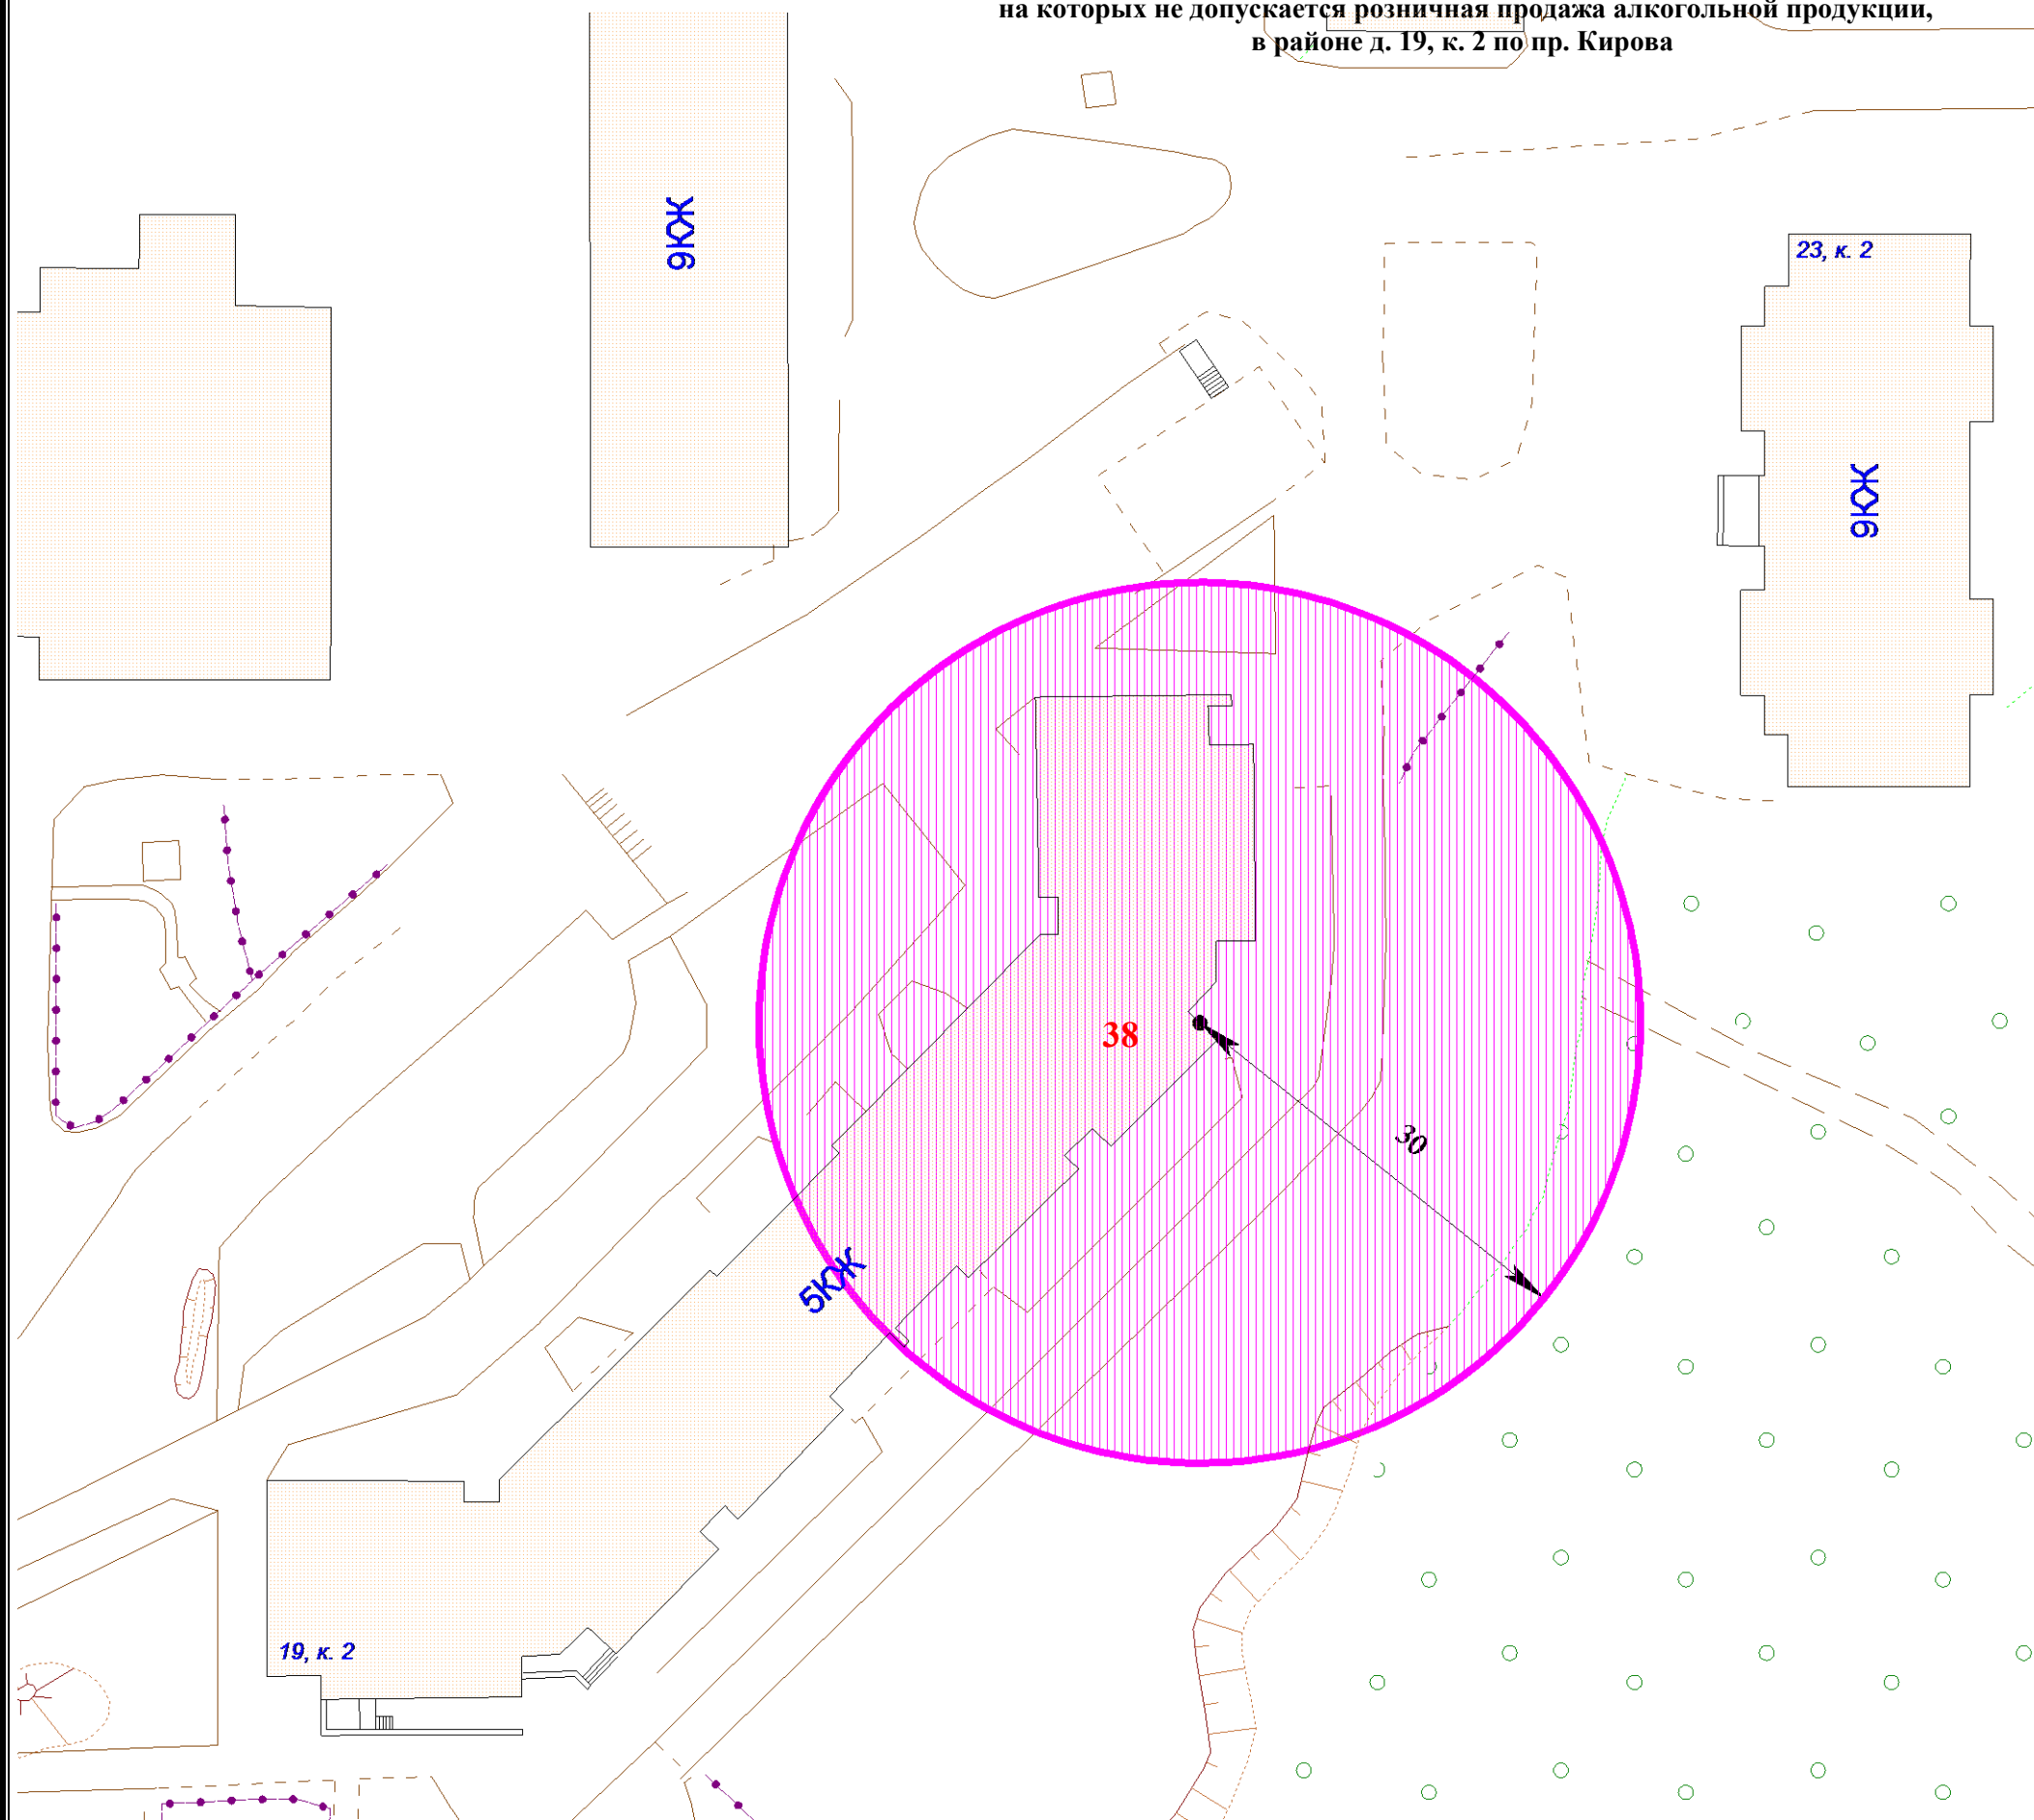 на которых не допускается розничная продажа алкогольной продукции,
в районе д. 19, к. 2 по пр. Кирова
9КЖ
23, к. 2
9КЖ
38
30
5КЖ
19, к. 2